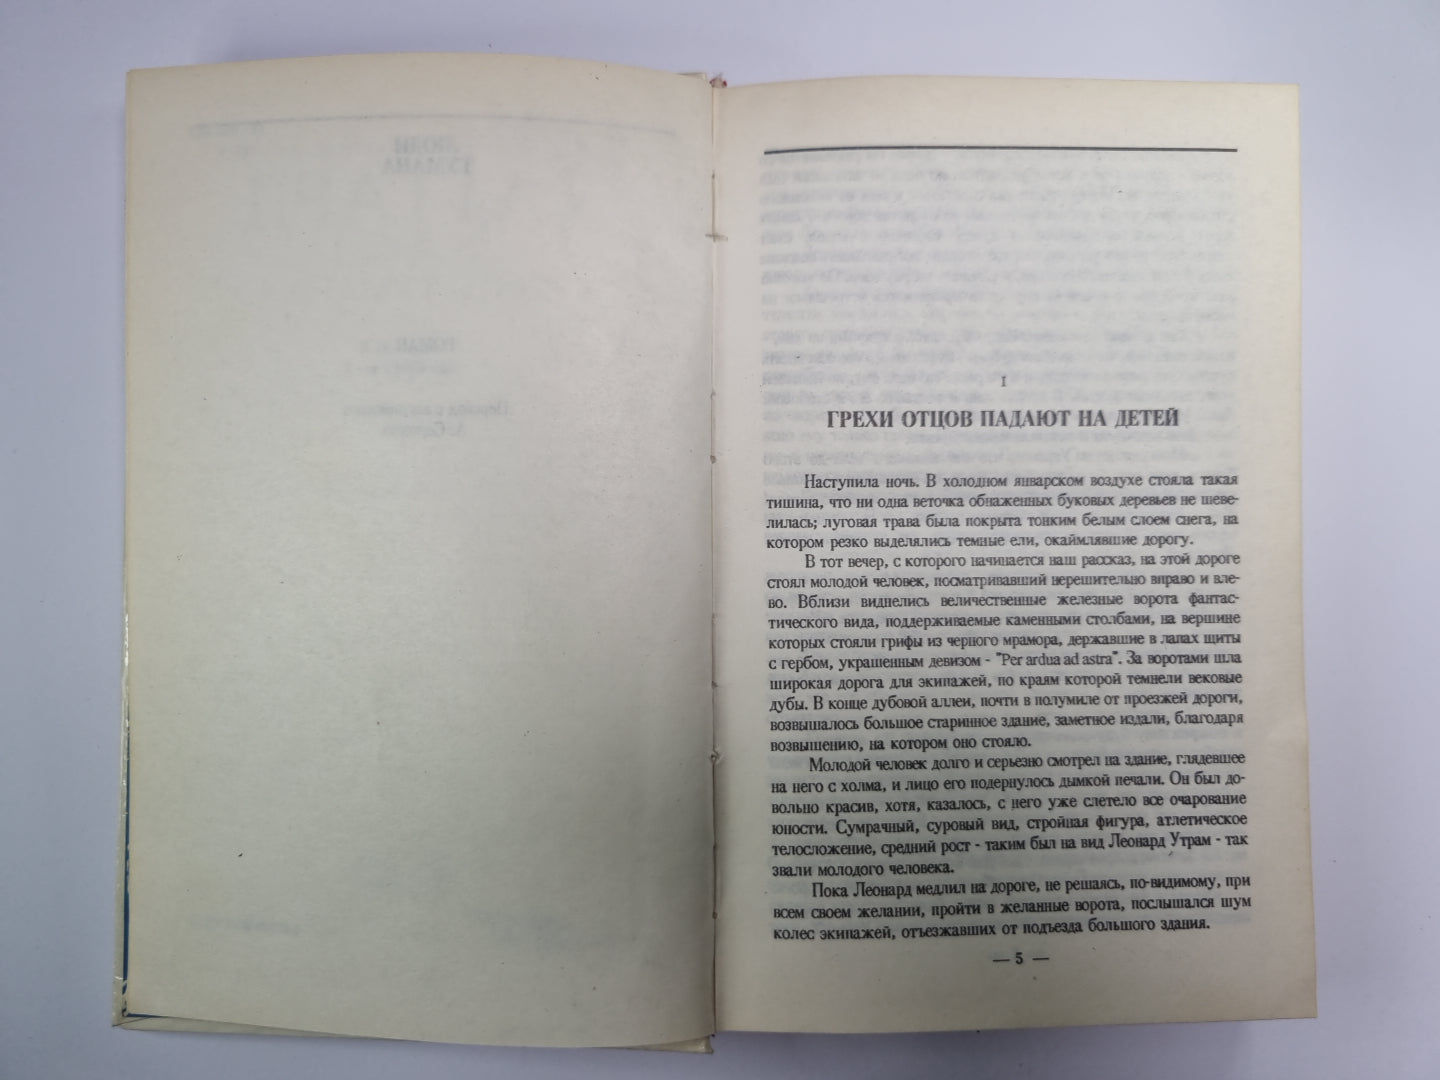 I
ГРЕХИ ОТЦОВ ПАДАЮТ НА ДЕТЕЙ
Наступила ночь. В холодном январском воздухе стояла такая
тишина, что ни одна веточка обнаженных буковых деревьев не шеве-
лилась; луговая трава была покрыта тонким белым слоем снега, на
котором резко выделялись темные ели, окаймлявшие дорогу.
В тот вечер, с которого начинается наш рассказ, на этой дороге
стоял молодой человек, посматривавший нерешительно вправо и вле-
во. Вблизи виднелись величественные железные ворота фантас-
тического вида, поддерживаемые каменными столбами, на вершине
которых стояли грифы из черного мрамора, державшие в лапах щиты
с гербом, украшенным девизом - "Per ardua ad astra". За воротами шла
широкая дорога для экипажей, по краям которой темнели вековые
дубы. В конце дубовой аллеи, почти в полумиле от проезжей дороги,
возвышалось большое старинное здание, заметное издали, благодаря
возвышению, на котором оно стояло.
Молодой человек долго и серьезно смотрел на здание, глядевшее
на него с холма, и лицо его подернулось дымкой печали. Он был до-
вольно красив, хотя, казалось, с него уже слетело все очарование
юности. Сумрачный, суровый вид, стройная фигура, атлетическое
телосложение, средний рост - таким был на вид Леонард Утрам - так
звали молодого человека.
Пока Леонард медлил на дороге, не решаясь, по-видимому, при
всем своем желании, пройти в желанные ворота, послышался шум
колес экипажей, отъезжавших от подъезда большого здания.
— 5 —